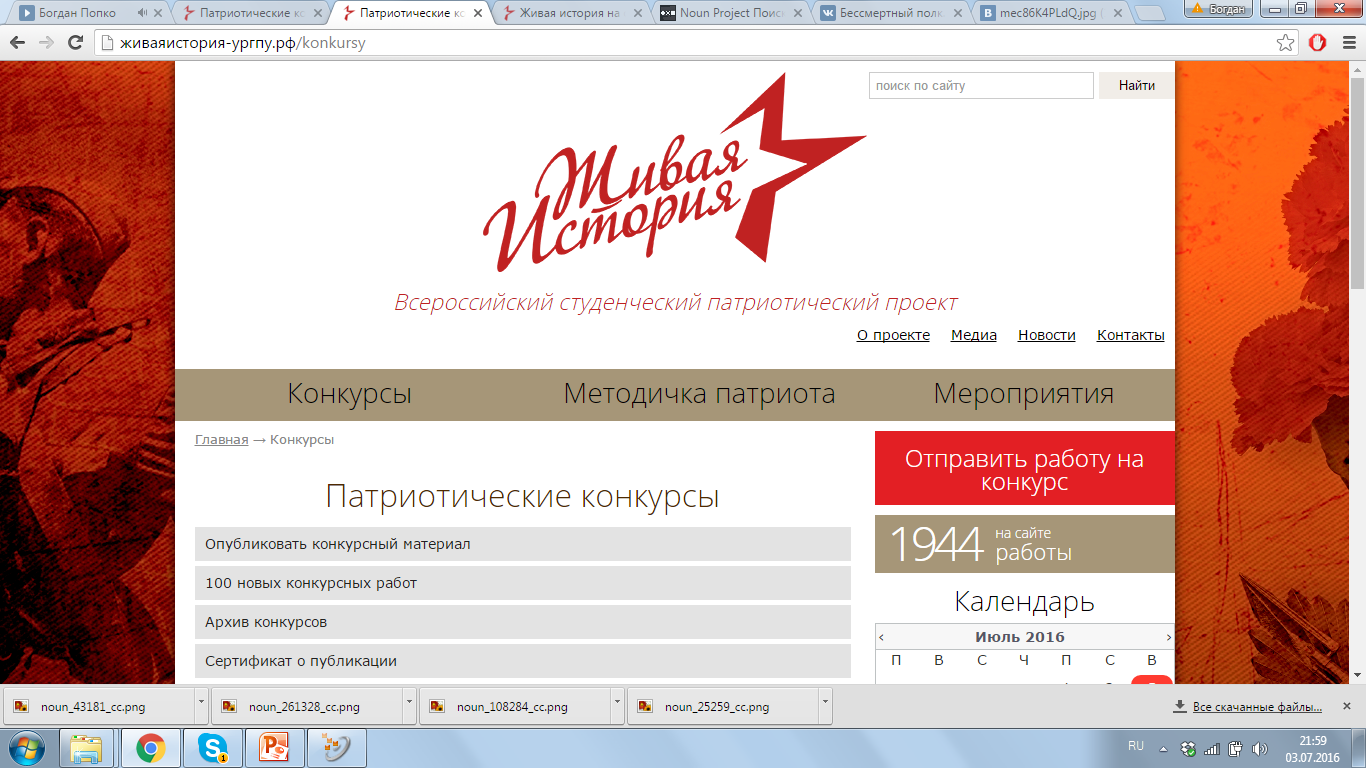 Богдан Попко
Патриотические ко
Патриотические ко
Живая история на
Noun Project Поиск
Бессмертный полк
mec86K4PLdQ.jpg (
Богдан
живаяистория-ургпу.рф/konkursy
поиск по сайту
Найти
Живая
История
Всероссийский студенческий патриотический проект
О проекте Медиа Новости Контакты
Конкурсы Методичка патриота Мероприятия
Главная → Конкурсы
Патриотические конкурсы
Опубликовать конкурсный материал
100 новых конкурсных работ
Архив конкурсов
Сертификат о публикации
Отправить работу на
конкурс
1944 на сайте
работы
Календарь
‹ Июль 2016 ›
П В С Ч П С В
noun_43181_cc.png
noun_261328_cc.png
noun_108284_cc.png
noun_25259_cc.png
Все скачанные файлы...
RU
21:59
03.07.2016